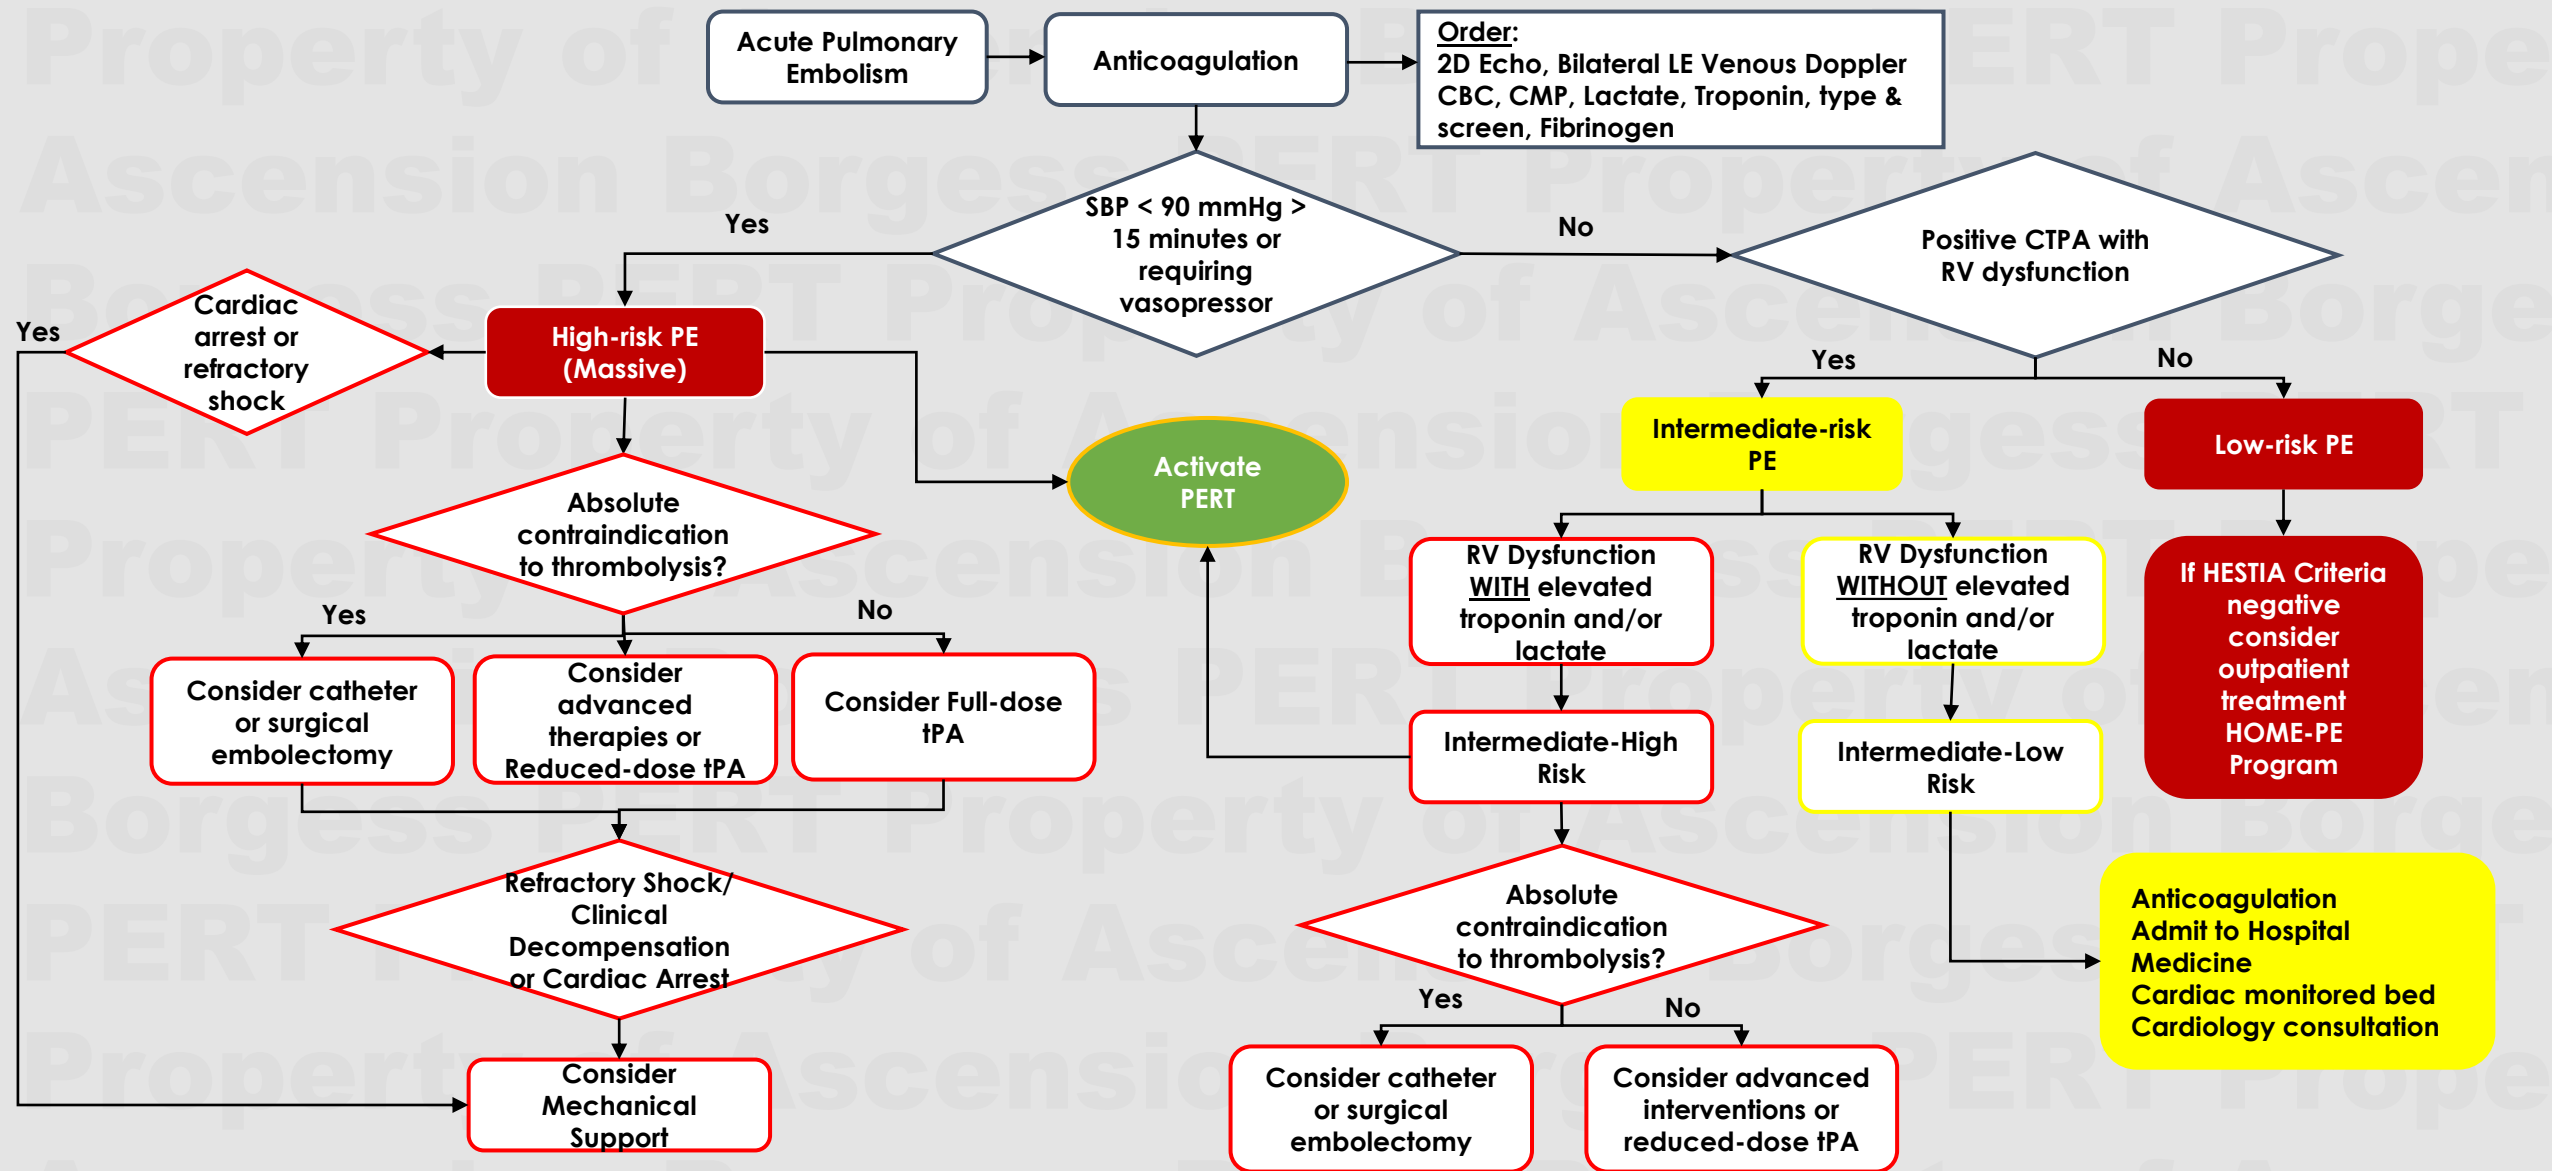 Acute Pulmonary
Embolism
Anticoagulation
Order:
2D Echo, Bilateral LE Venous Doppler
CBC, CMP, Lactate, Troponin, type &
screen, Fibrinogen
SBP < 90 mmHg >
15 minutes or
requiring
vasopressor
Yes
No
Positive CTPA with
RV dysfunction
Cardiac
arrest or
refractory
shock
Yes
High-risk PE
(Massive)
Yes
No
Activate
PERT
Intermediate-risk
PE
Low-risk PE
Absolute
contraindication
to thrombolysis?
Yes
No
RV Dysfunction
WITH elevated
troponin and/or
lactate
RV Dysfunction
WITHOUT elevated
troponin and/or
lactate
If HESTIA Criteria
negative
consider
outpatient
treatment
HOME-PE
Program
Consider catheter
or surgical
embolectomy
Consider
advanced
therapies or
Reduced-dose tPA
Consider Full-dose
tPA
Intermediate-High
Risk
Intermediate-Low
Risk
Refractory Shock/
Clinical
Decompensation
or Cardiac Arrest
Absolute
contraindication
to thrombolysis?
Yes
No
Anticoagulation
Admit to Hospital
Medicine
Cardiac monitored bed
Cardiology consultation
Consider
Mechanical
Support
Consider catheter
or surgical
embolectomy
Consider advanced
interventions or
reduced-dose tPA
Property of Ascension Borgess PERT